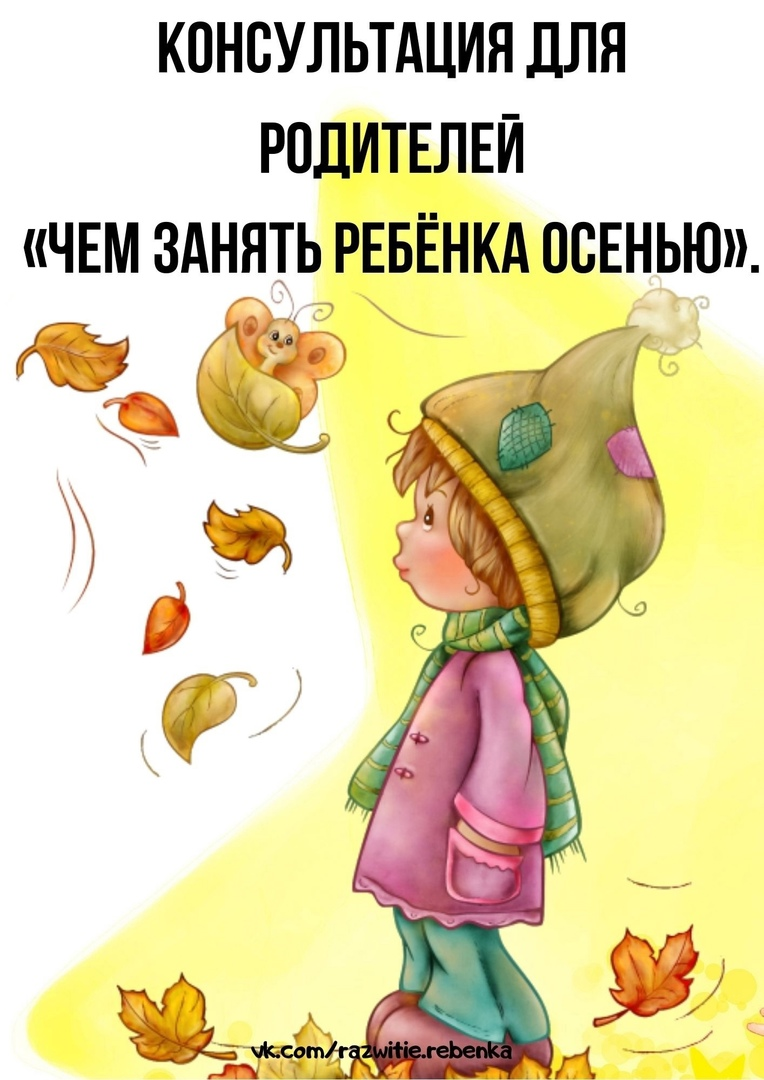 КОНСУЛЬТАЦИЯ ДЛЯ
РОДИТЕЛЕЙ
«ЧЕМ ЗАНЯТЬ РЕБЁНКА ОСЕНЬЮ».
vk.com/razwitie.rebenka